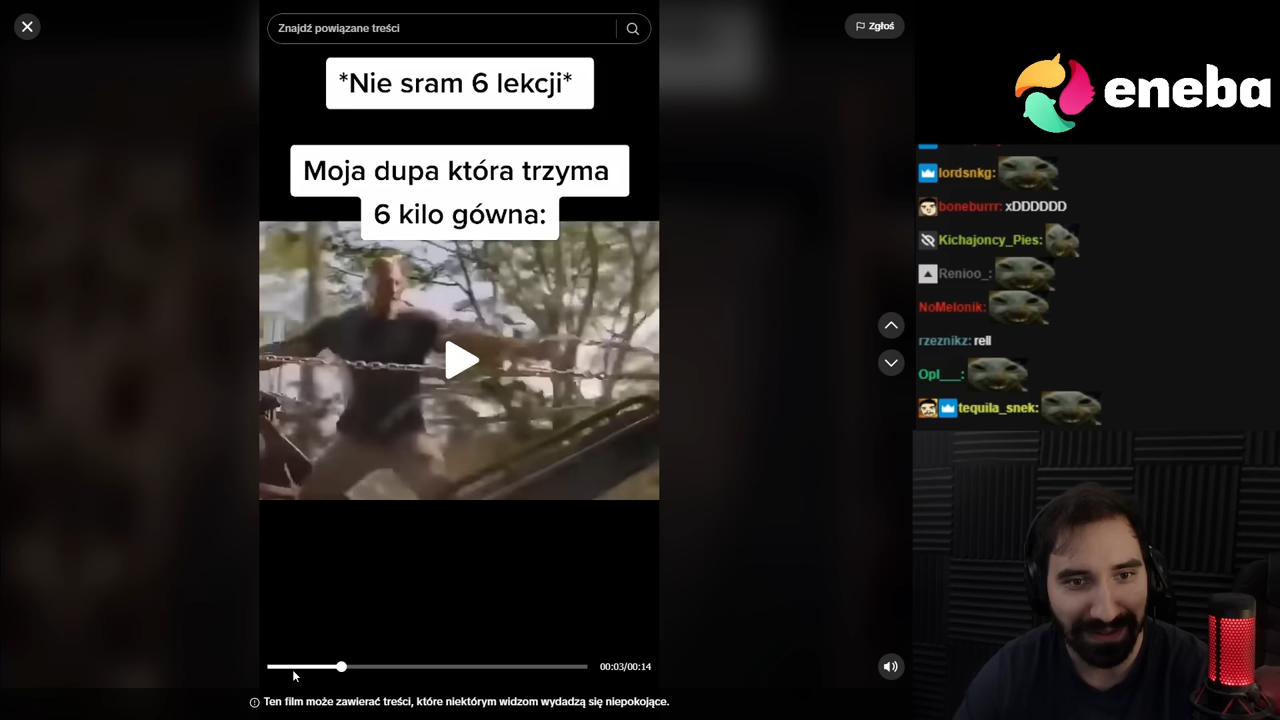 Znajdź powiązane treści
Zgłoś
*Nie sram 6 lekcji*
Moja dupa która trzyma
6 kilo gówna:
00:03/00:14
Ten film może zawierać treści, które niektórym widzom wydadzą się niepokojące.
eneba
lordsnkg:
boneburrr: xDDDDDD
Kichajoncy_Pies:
Renioo_:
NoMelonik:
rzeznikz: rell
Opl___:
tequila_snek: